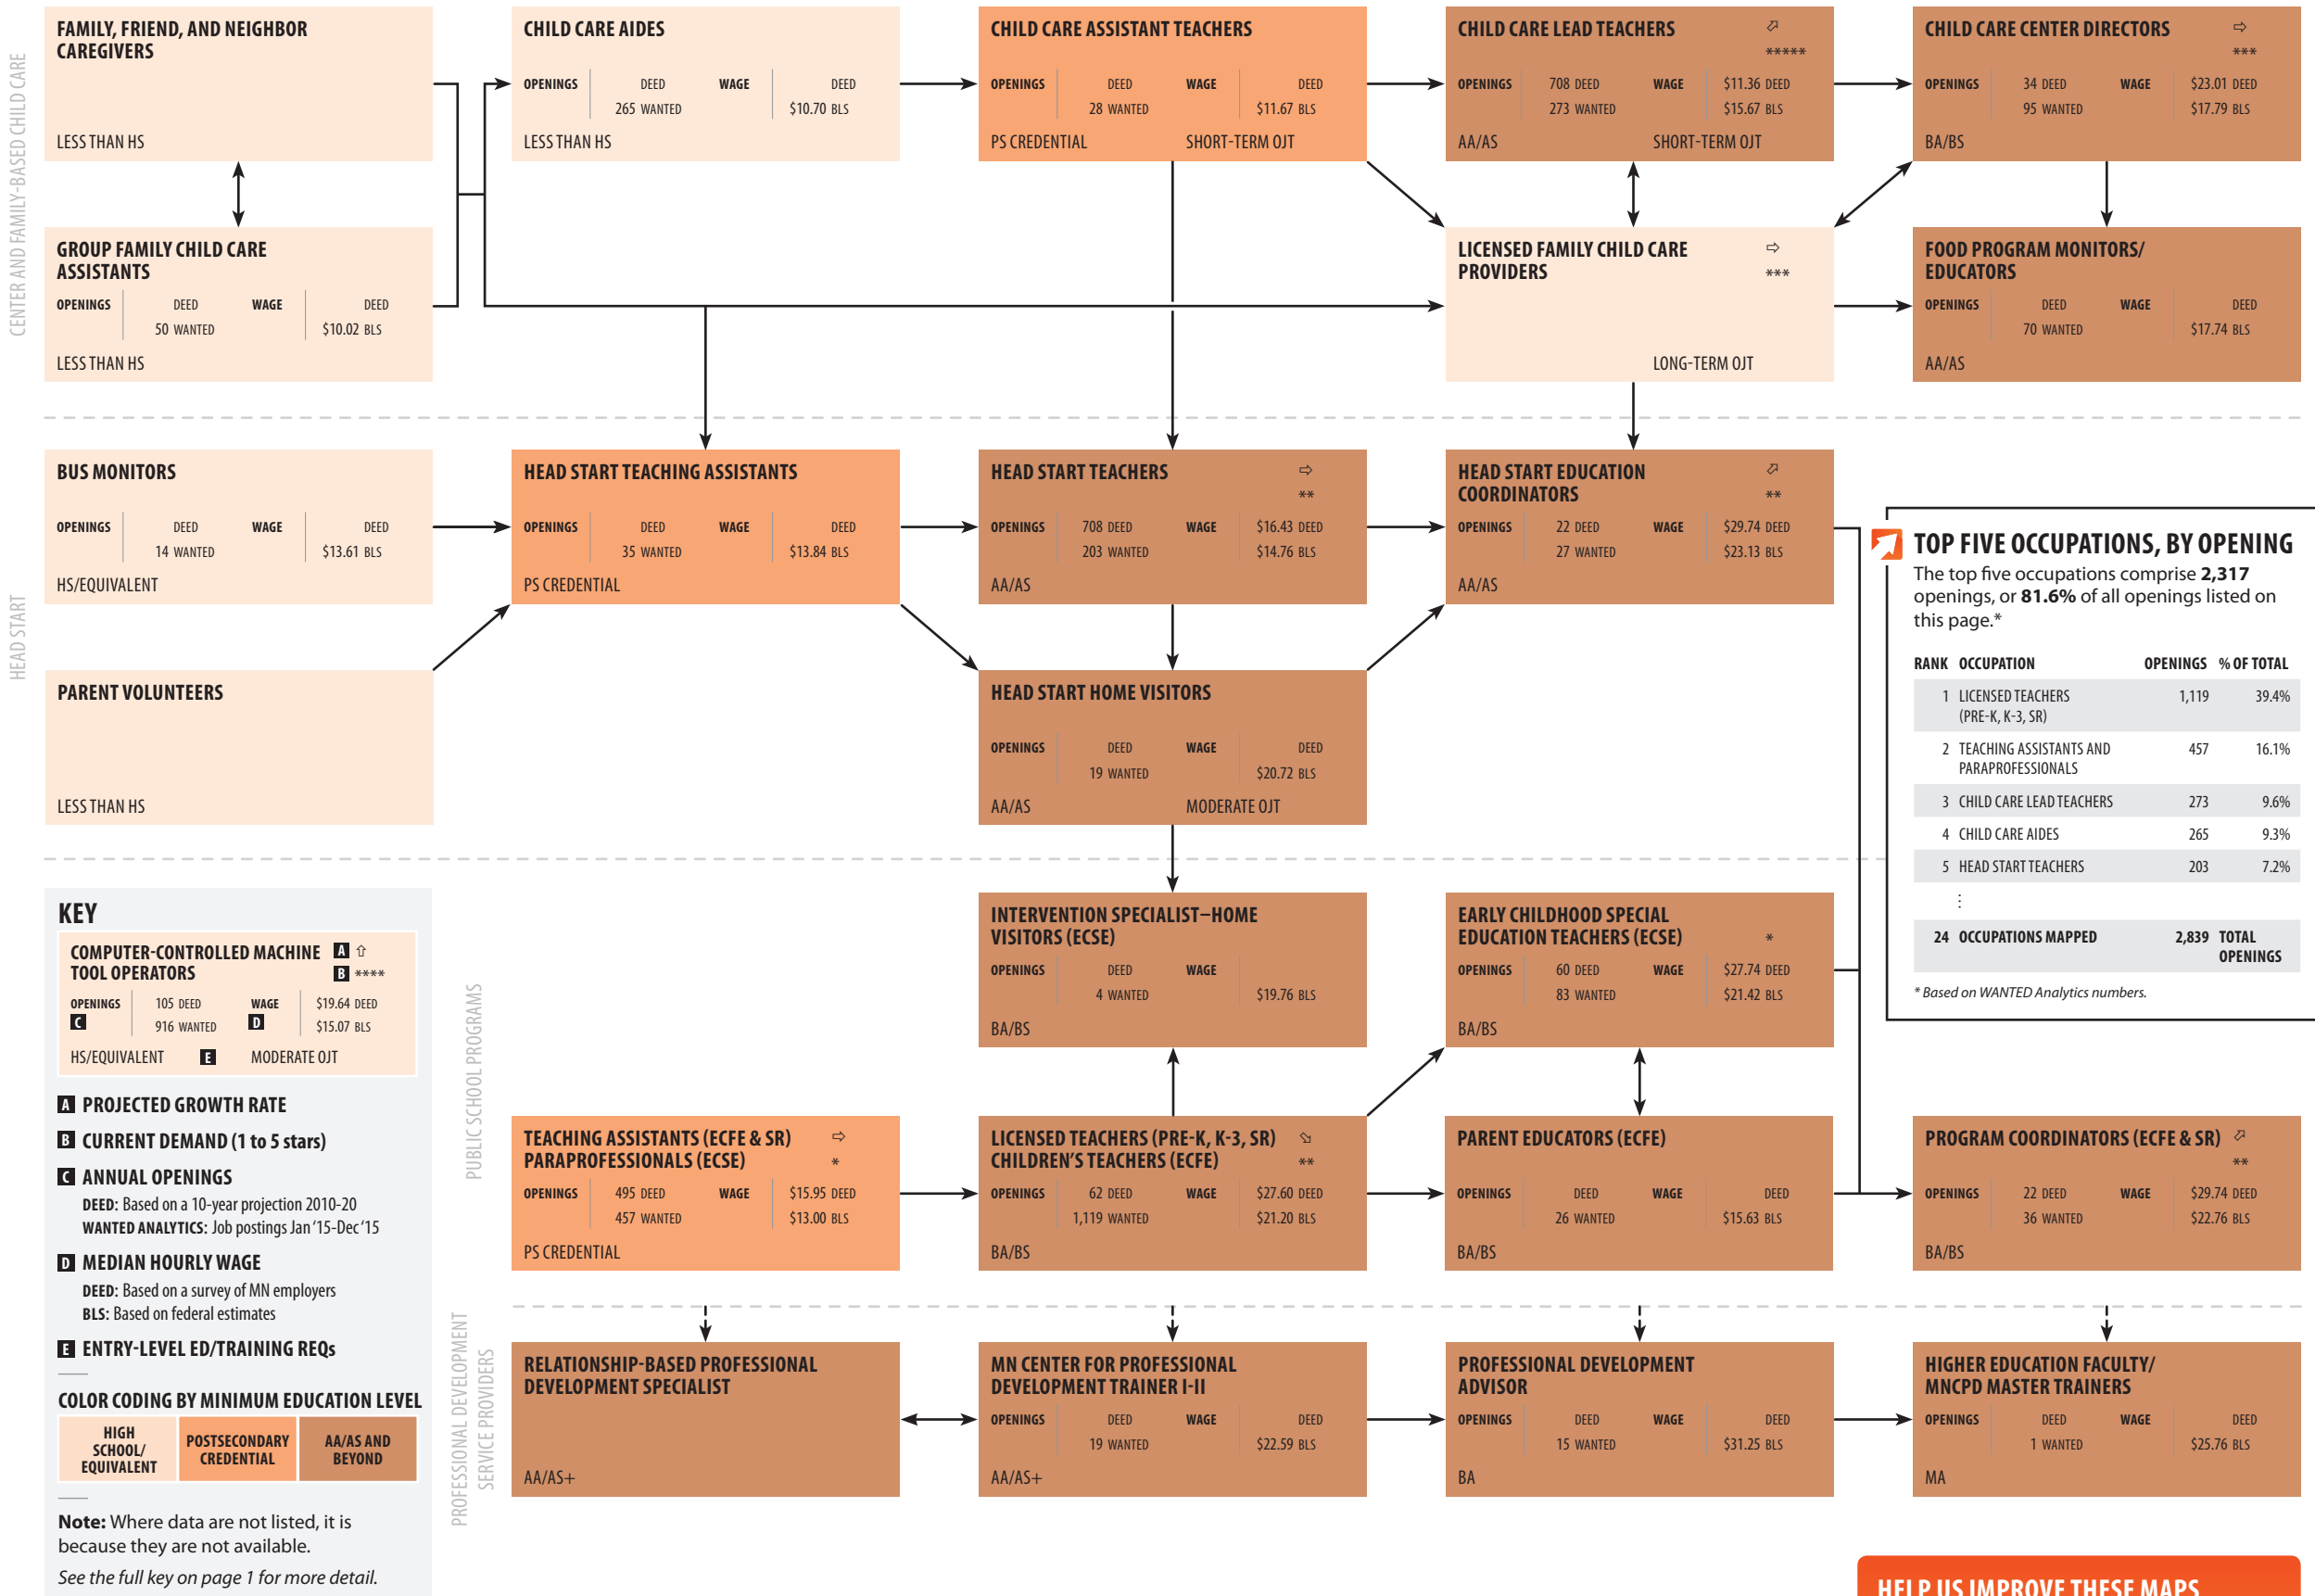 CENTER AND FAMILY-BASED CHILD CARE
FAMILY, FRIEND, AND NEIGHBOR
CAREGIVERS
LESS THAN HS
CHILD CARE AIDES
OPENINGS DEED WAGE DEED
265 WANTED $10.70 BLS
LESS THAN HS
CHILD CARE ASSISTANT TEACHERS
OPENINGS DEED WAGE DEED
28 WANTED $11.67 BLS
PS CREDENTIAL SHORT-TERM OJT
CHILD CARE LEAD TEACHERS ⬀
*****
OPENINGS 708 DEED WAGE $11.36 DEED
273 WANTED $15.67 BLS
AA/AS SHORT-TERM OJT
CHILD CARE CENTER DIRECTORS ⇨
***
OPENINGS 34 DEED WAGE $23.01 DEED
95 WANTED $17.79 BLS
BA/BS
GROUP FAMILY CHILD CARE
ASSISTANTS
OPENINGS DEED WAGE DEED
50 WANTED $10.02 BLS
LESS THAN HS
LICENSED FAMILY CHILD CARE ⇨
PROVIDERS ***
LONG-TERM OJT
FOOD PROGRAM MONITORS/
EDUCATORS
OPENINGS DEED WAGE DEED
70 WANTED $17.74 BLS
AA/AS
HEAD START
BUS MONITORS
OPENINGS DEED WAGE DEED
14 WANTED $13.61 BLS
HS/EQUIVALENT
HEAD START TEACHING ASSISTANTS
OPENINGS DEED WAGE DEED
35 WANTED $13.84 BLS
PS CREDENTIAL
HEAD START TEACHERS ⇨
**
OPENINGS 708 DEED WAGE $16.43 DEED
203 WANTED $14.76 BLS
AA/AS
HEAD START EDUCATION ⬀
COORDINATORS **
OPENINGS 22 DEED WAGE $29.74 DEED
27 WANTED $23.13 BLS
AA/AS
PARENT VOLUNTEERS
LESS THAN HS
HEAD START HOME VISITORS
OPENINGS DEED WAGE DEED
19 WANTED $20.72 BLS
AA/AS MODERATE OJT
TOP FIVE OCCUPATIONS, BY OPENING
The top five occupations comprise 2,317
openings, or 81.6% of all openings listed on
this page.*
RANK OCCUPATION OPENINGS % OF TOTAL
1 LICENSED TEACHERS 1,119 39.4%
(PRE-K, K-3, SR)
2 TEACHING ASSISTANTS AND 457 16.1%
PARAPROFESSIONALS
3 CHILD CARE LEAD TEACHERS 273 9.6%
4 CHILD CARE AIDES 265 9.3%
5 HEAD START TEACHERS 203 7.2%
⋮
24 OCCUPATIONS MAPPED 2,839 TOTAL
OPENINGS
* Based on WANTED Analytics numbers.
KEY
COMPUTER-CONTROLLED MACHINE A ⇧
TOOL OPERATORS B ****
OPENINGS 105 DEED WAGE $19.64 DEED
C 916 WANTED D $15.07 BLS
HS/EQUIVALENT E MODERATE OJT
A PROJECTED GROWTH RATE
B CURRENT DEMAND (1 to 5 stars)
C ANNUAL OPENINGS
DEED: Based on a 10-year projection 2010-20
WANTED ANALYTICS: Job postings Jan '15-Dec '15
D MEDIAN HOURLY WAGE
DEED: Based on a survey of MN employers
BLS: Based on federal estimates
E ENTRY-LEVEL ED/TRAINING REQs
COLOR CODING BY MINIMUM EDUCATION LEVEL
HIGH
SCHOOL/
EQUIVALENT
POSTSECONDARY
CREDENTIAL
AA/AS AND
BEYOND
Note: Where data are not listed, it is
because they are not available.
See the full key on page 1 for more detail.
PUBLIC SCHOOL PROGRAMS
INTERVENTION SPECIALIST–HOME
VISITORS (ECSE)
OPENINGS DEED WAGE
4 WANTED $19.76 BLS
BA/BS
EARLY CHILDHOOD SPECIAL
EDUCATION TEACHERS (ECSE) *
OPENINGS 60 DEED WAGE $27.74 DEED
83 WANTED $21.42 BLS
BA/BS
TEACHING ASSISTANTS (ECFE & SR) ⇨
PARAPROFESSIONALS (ECSE) *
OPENINGS 495 DEED WAGE $15.95 DEED
457 WANTED $13.00 BLS
PS CREDENTIAL
LICENSED TEACHERS (PRE-K, K-3, SR) ⬂
CHILDREN'S TEACHERS (ECFE) **
OPENINGS 62 DEED WAGE $27.60 DEED
1,119 WANTED $21.20 BLS
BA/BS
PARENT EDUCATORS (ECFE)
OPENINGS DEED WAGE DEED
26 WANTED $15.63 BLS
BA/BS
PROGRAM COORDINATORS (ECFE & SR) ⬀
**
OPENINGS 22 DEED WAGE $29.74 DEED
36 WANTED $22.76 BLS
BA/BS
PROFESSIONAL DEVELOPMENT
SERVICE PROVIDERS
RELATIONSHIP-BASED PROFESSIONAL
DEVELOPMENT SPECIALIST
AA/AS+
MN CENTER FOR PROFESSIONAL
DEVELOPMENT TRAINER I-II
OPENINGS DEED WAGE DEED
19 WANTED $22.59 BLS
AA/AS+
PROFESSIONAL DEVELOPMENT
ADVISOR
OPENINGS DEED WAGE DEED
15 WANTED $31.25 BLS
BA
HIGHER EDUCATION FACULTY/
MNCPD MASTER TRAINERS
OPENINGS DEED WAGE DEED
1 WANTED $25.76 BLS
MA
HELP US IMPROVE THESE MAPS